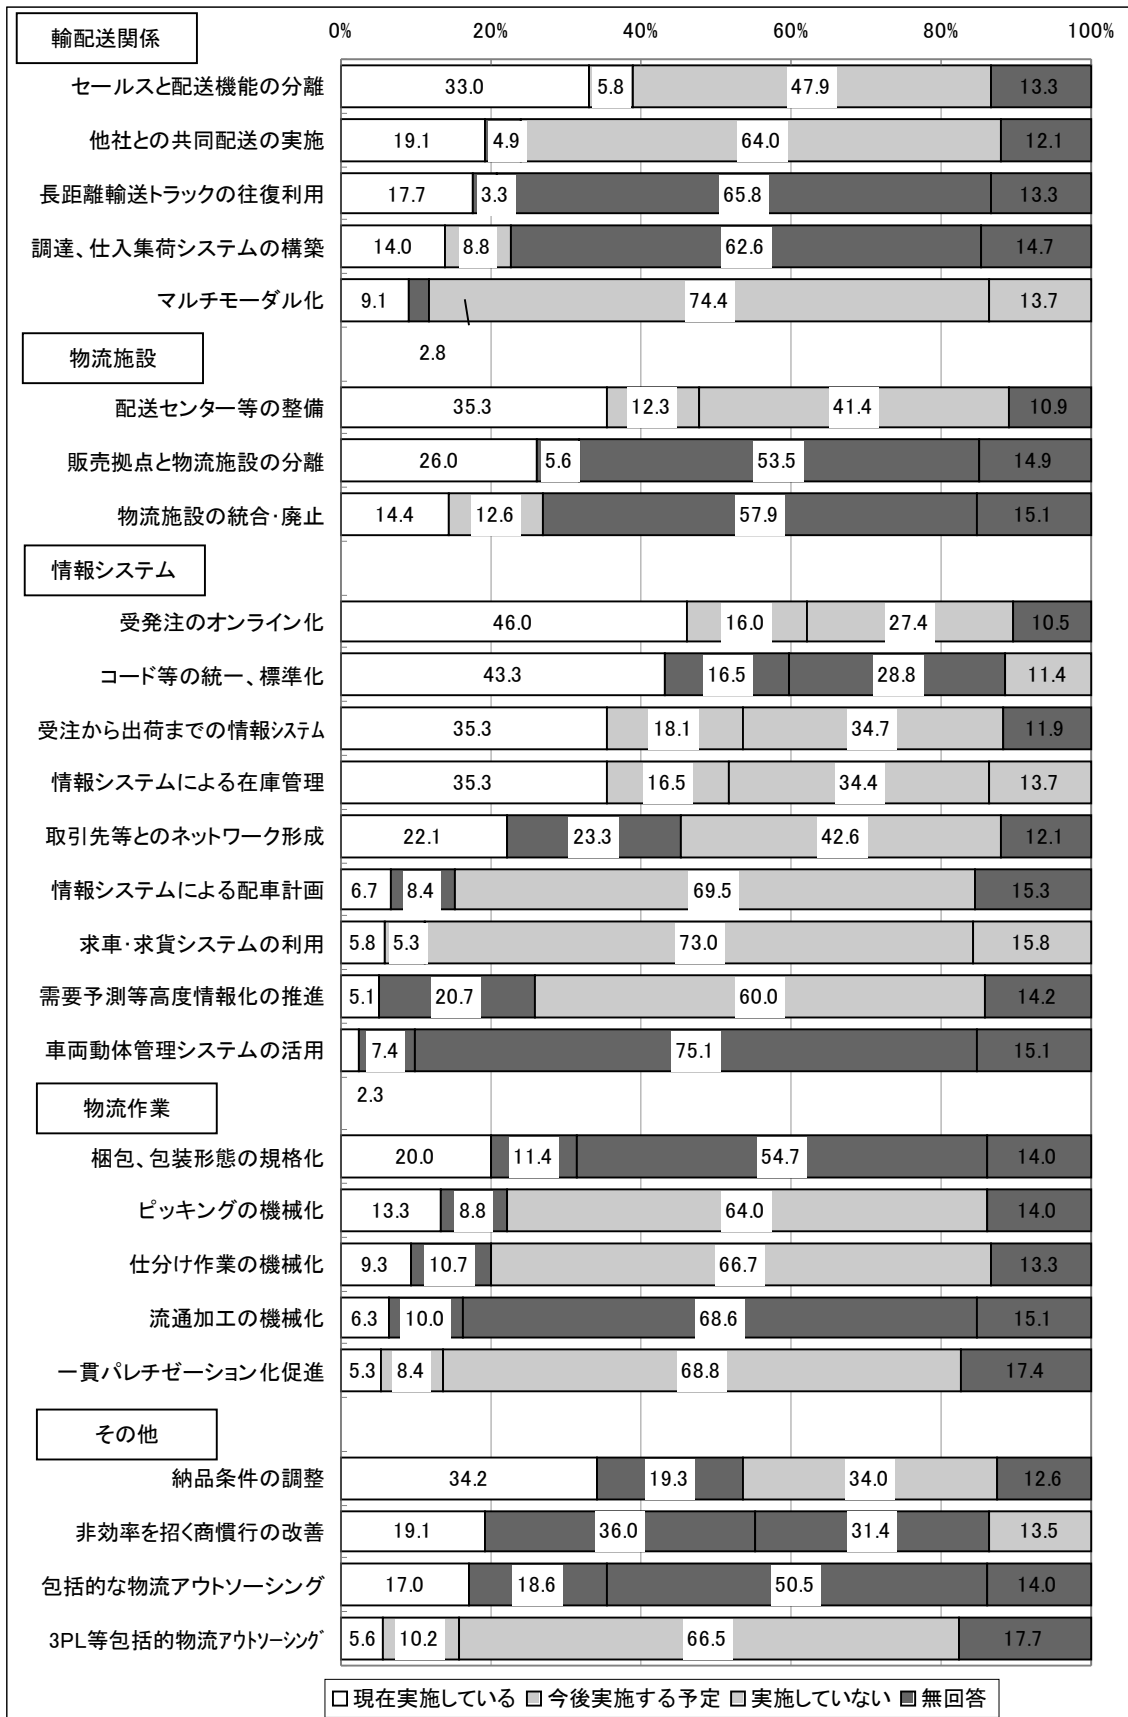 輸配送関係
0% 20% 40% 60% 80% 100%
セールスと配送機能の分離 33.0 5.8 47.9 13.3
他社との共同配送の実施 19.1 4.9 64.0 12.1
長距離輸送トラックの往復利用 17.7 3.3 65.8 13.3
調達、仕入集荷システムの構築 14.0 8.8 62.6 14.7
マルチモーダル化 9.1 74.4 13.7
物流施設 2.8
配送センター等の整備 35.3 12.3 41.4 10.9
販売拠点と物流施設の分離 26.0 5.6 53.5 14.9
物流施設の統合・廃止 14.4 12.6 57.9 15.1
情報システム
受発注のオンライン化 46.0 16.0 27.4 10.5
コード等の統一、標準化 43.3 16.5 28.8 11.4
受注から出荷までの情報システム 35.3 18.1 34.7 11.9
情報システムによる在庫管理 35.3 16.5 34.4 13.7
取引先等とのネットワーク形成 22.1 23.3 42.6 12.1
情報システムによる配車計画 6.7 8.4 69.5 15.3
求車・求貨システムの利用 5.8 5.3 73.0 15.8
需要予測等高度情報化の推進 5.1 20.7 60.0 14.2
車両動体管理システムの活用 7.4 75.1 15.1
物流作業 2.3
梱包、包装形態の規格化 20.0 11.4 54.7 14.0
ピッキングの機械化 13.3 8.8 64.0 14.0
仕分け作業の機械化 9.3 10.7 66.7 13.3
流通加工の機械化 6.3 10.0 68.6 15.1
一貫パレチゼーション化促進 5.3 8.4 68.8 17.4
その他
納品条件の調整 34.2 19.3 34.0 12.6
非効率を招く商慣行の改善 19.1 36.0 31.4 13.5
包括的な物流アウトソーシング 17.0 18.6 50.5 14.0
3PL等包括的物流アウトソーシング 5.6 10.2 66.5 17.7
現在実施している 今後実施する予定 実施していない 無回答